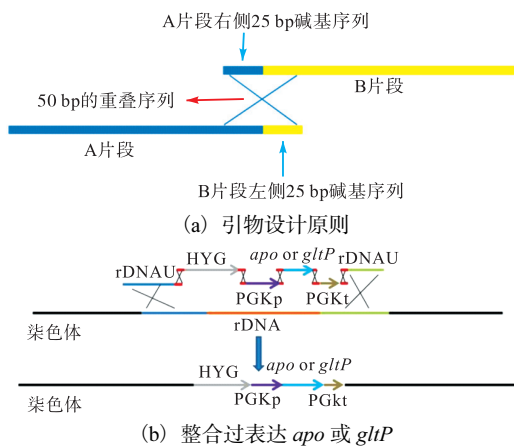 A片段右侧25 bp碱基序列
B片段
50 bp的重叠序列
A片段
B片段左侧25 bp碱基序列
(a) 引物设计原则
rDNAU HYG apo or gltP rDNAU
PGKp PGKt
染色体 rDNA
HYG apo or gltP
染色体 PGKp PGkt
(b) 整合过表达 apo 或 gltP